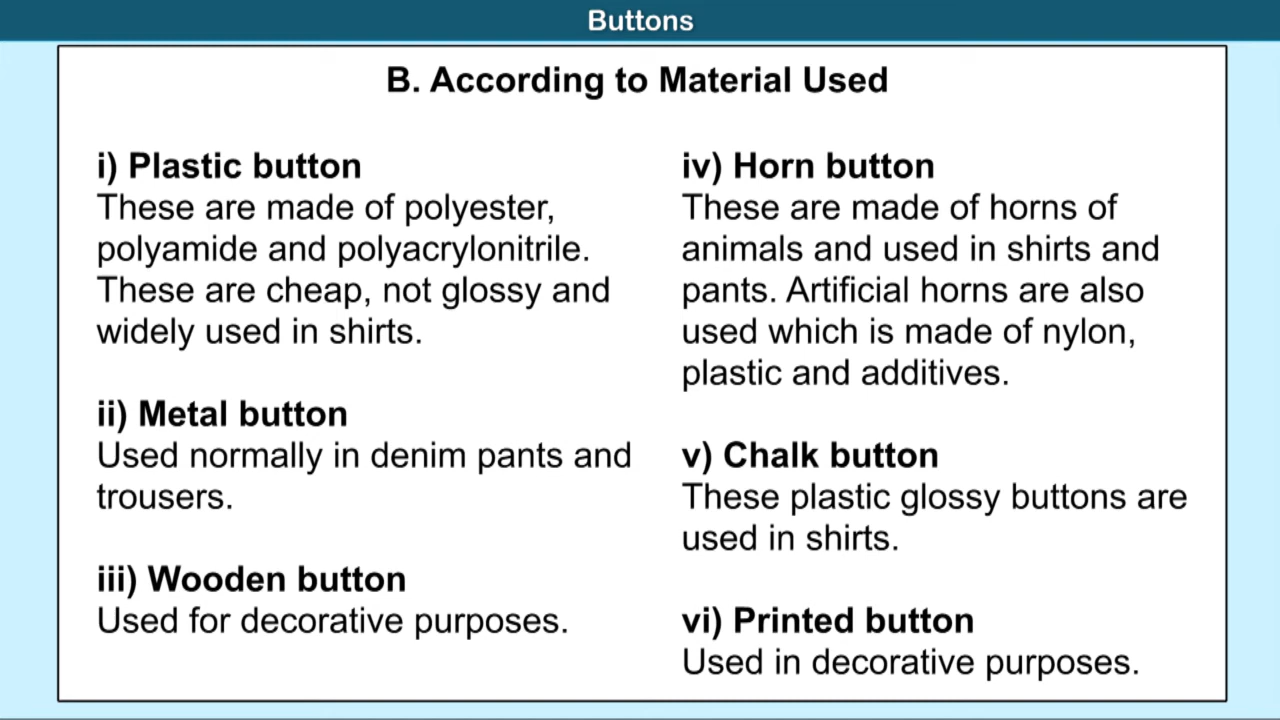 Buttons
B. According to Material Used
i) Plastic button
These are made of polyester,
polyamide and polyacrylonitrile.
These are cheap, not glossy and
widely used in shirts.
ii) Metal button
Used normally in denim pants and
trousers.
iii) Wooden button
Used for decorative purposes.
iv) Horn button
These are made of horns of
animals and used in shirts and
pants. Artificial horns are also
used which is made of nylon,
plastic and additives.
v) Chalk button
These plastic glossy buttons are
used in shirts.
vi) Printed button
Used in decorative purposes.